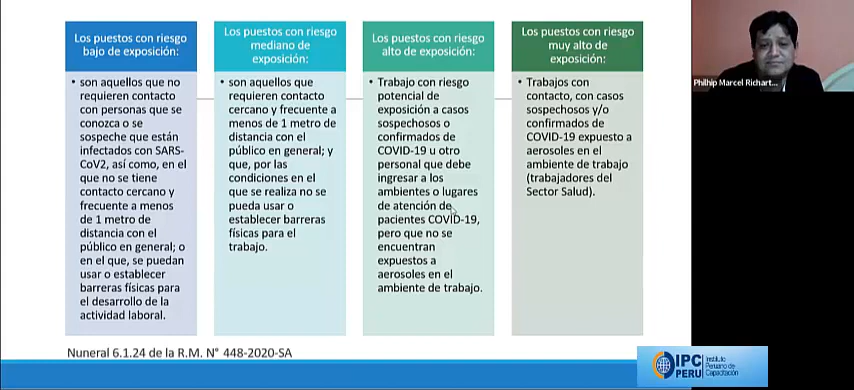 Los puestos con riesgo
bajo de exposición:
• son aquellos que no
requieren contacto
con personas que se
conozca o se
sospeche que están
infectados con SARS-
CoV2, así como, en el
que no se tiene
contacto cercano y
frecuente a menos
de 1 metro de
distancia con el
público en general; o
en el que, se puedan
usar o establecer
barreras físicas para
el desarrollo de la
actividad laboral.
Los puestos con riesgo
mediano de
exposición:
• son aquellos que
requieren contacto
cercano y frecuente a
menos de 1 metro de
distancia con el
público en general; y
que, por las
condiciones en el
que se realiza no se
pueda usar o
establecer barreras
físicas para el
trabajo.
Los puestos con riesgo
alto de exposición:
• Trabajo con riesgo
potencial de
exposición a casos
sospechosos o
confirmados de
COVID-19 u otro
personal que debe
ingresar a los
ambientes o lugares
de atención de
pacientes COVID-19,
pero que no se
encuentran
expuestos a
aerosoles en el
ambiente de trabajo.
Los puestos con riesgo
muy alto de
exposición:
• Trabajos con
contacto, con casos
sospechosos y/o
confirmados de
COVID-19 expuesto a
aerosoles en el
ambiente de trabajo
(trabajadores del
Sector Salud).
Nuneral 6.1.24 de la R.M. N° 448-2020-SA
Philhip Marcel Richart...
IPC
PERU
Instituto
Peruano de
Capacitación